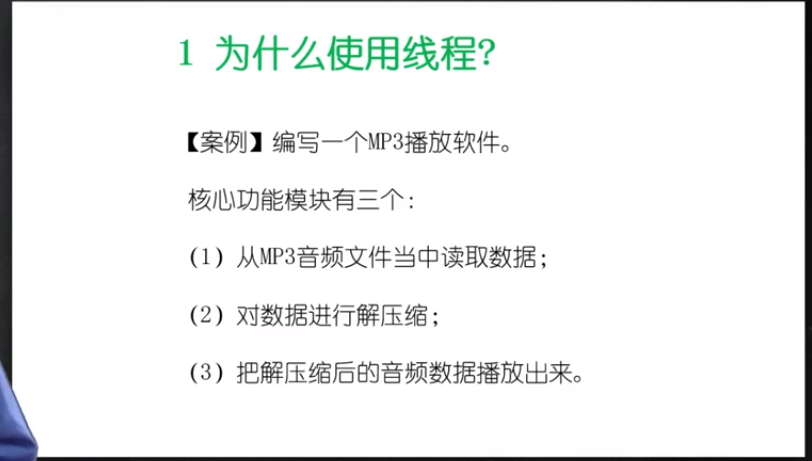 1 为什么使用线程?
【案例】编写一个MP3播放软件。
核心功能模块有三个:
(1) 从MP3音频文件当中读取数据;
(2) 对数据进行解压缩;
(3) 把解压缩后的音频数据播放出来。